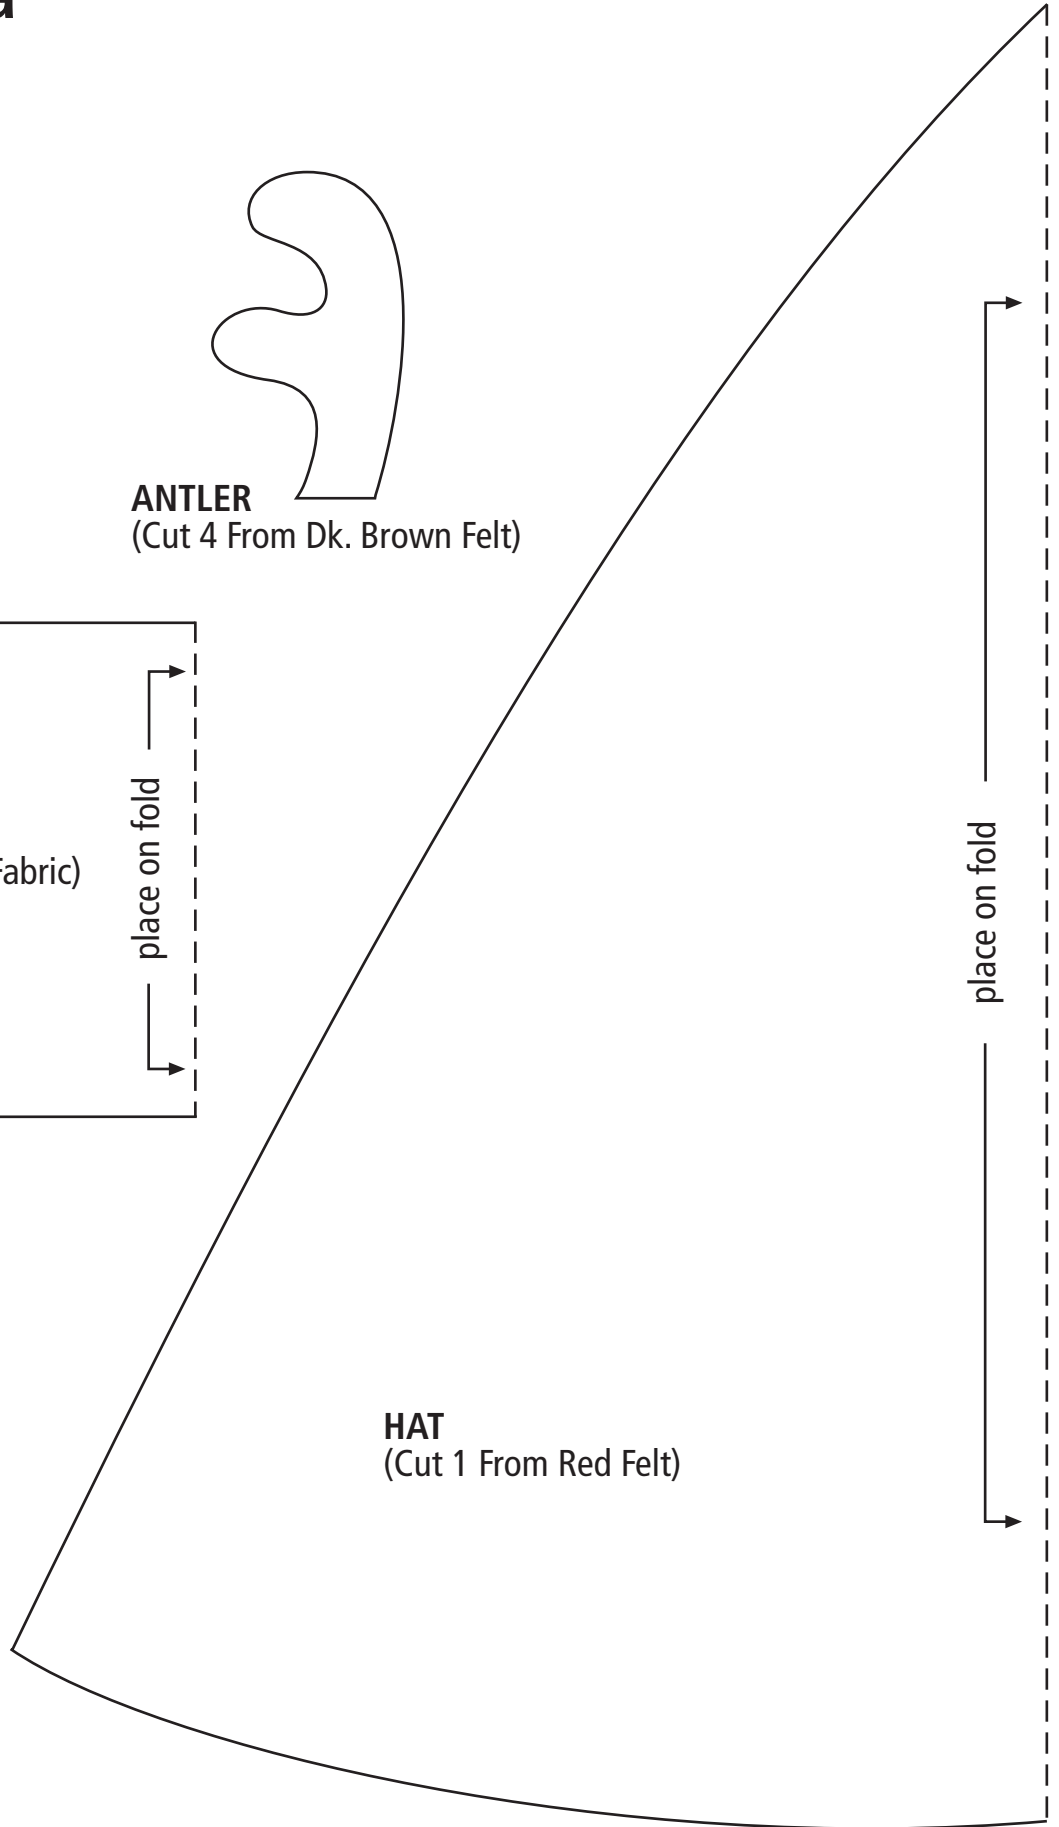 ANTLER
(Cut 4 From Dk. Brown Felt)
place on fold
Fabric)
place on fold
HAT
(Cut 1 From Red Felt)